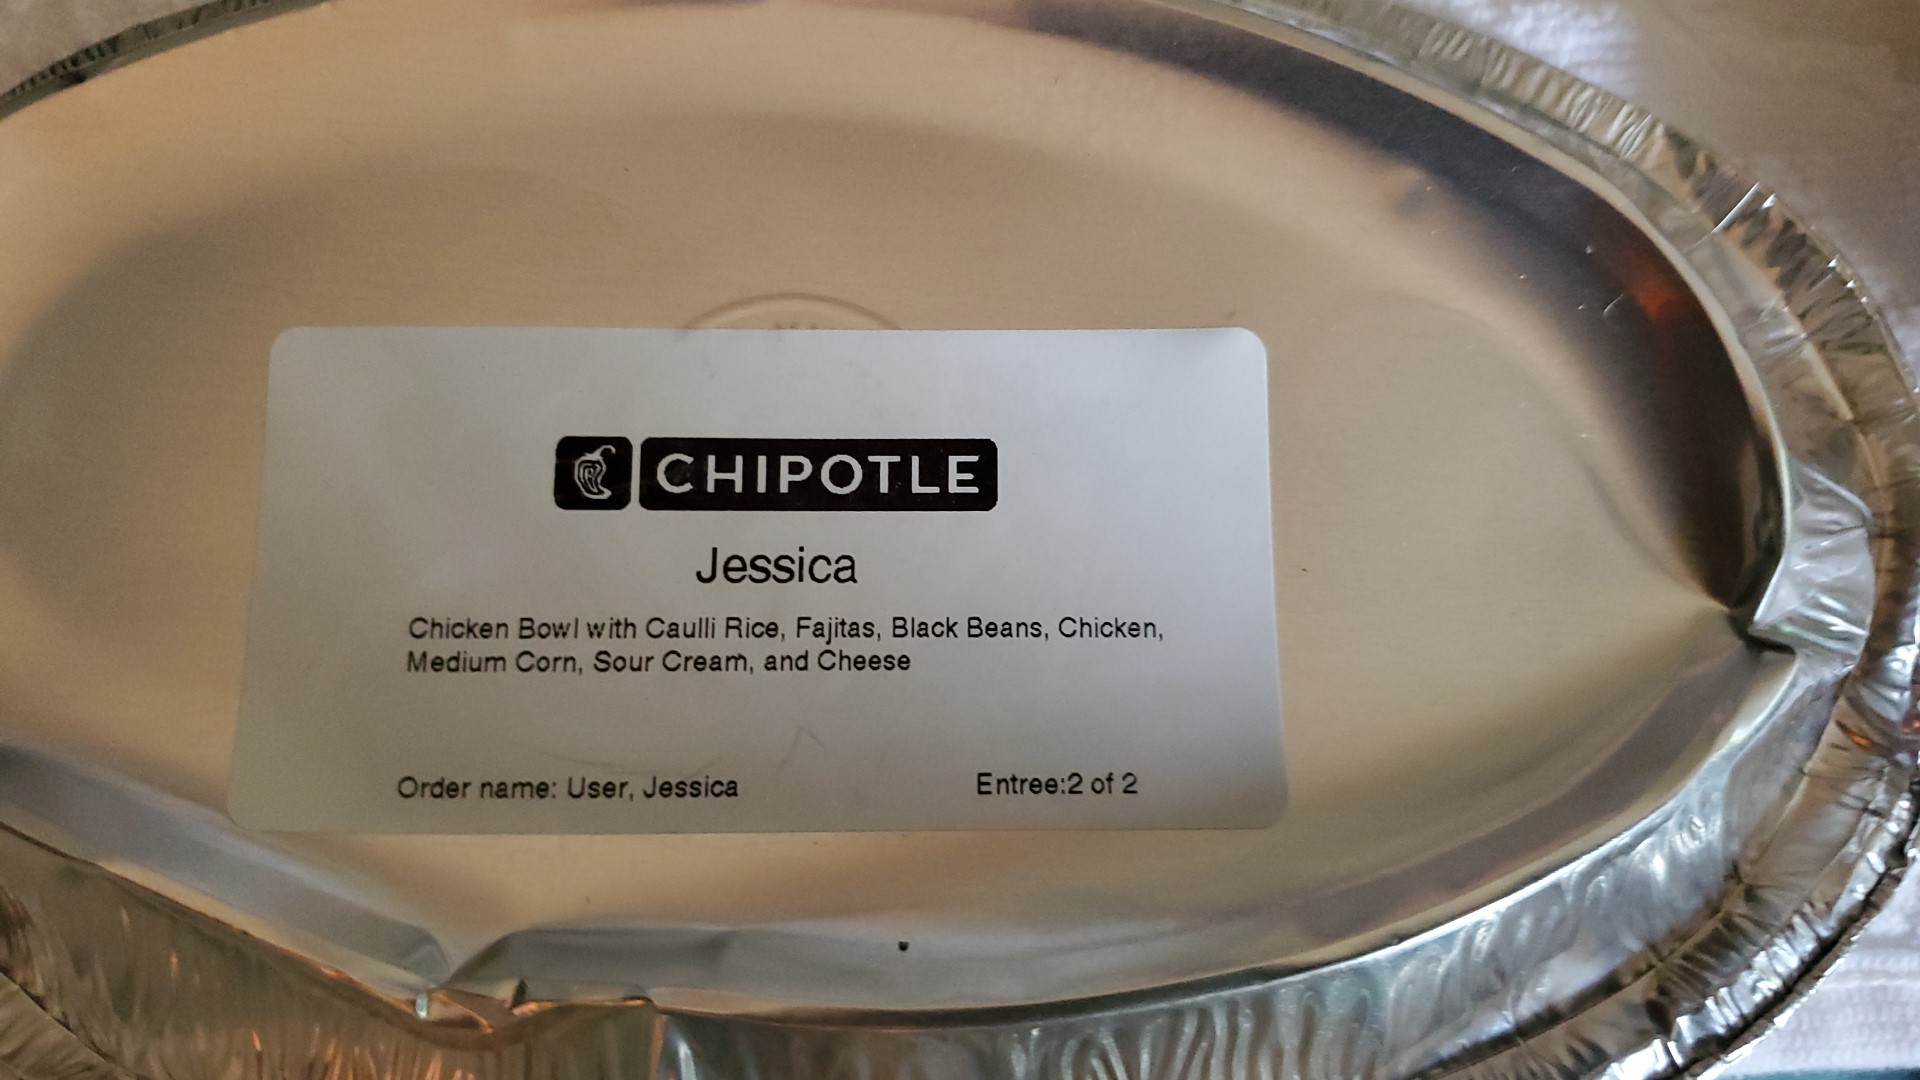 CHIPOTLE
Jessica
Chicken Bowl with Caulli Rice, Fajitas, Black Beans, Chicken,
Medium Corn, Sour Cream, and Cheese
Order name: User, Jessica
Entree:2 of 2